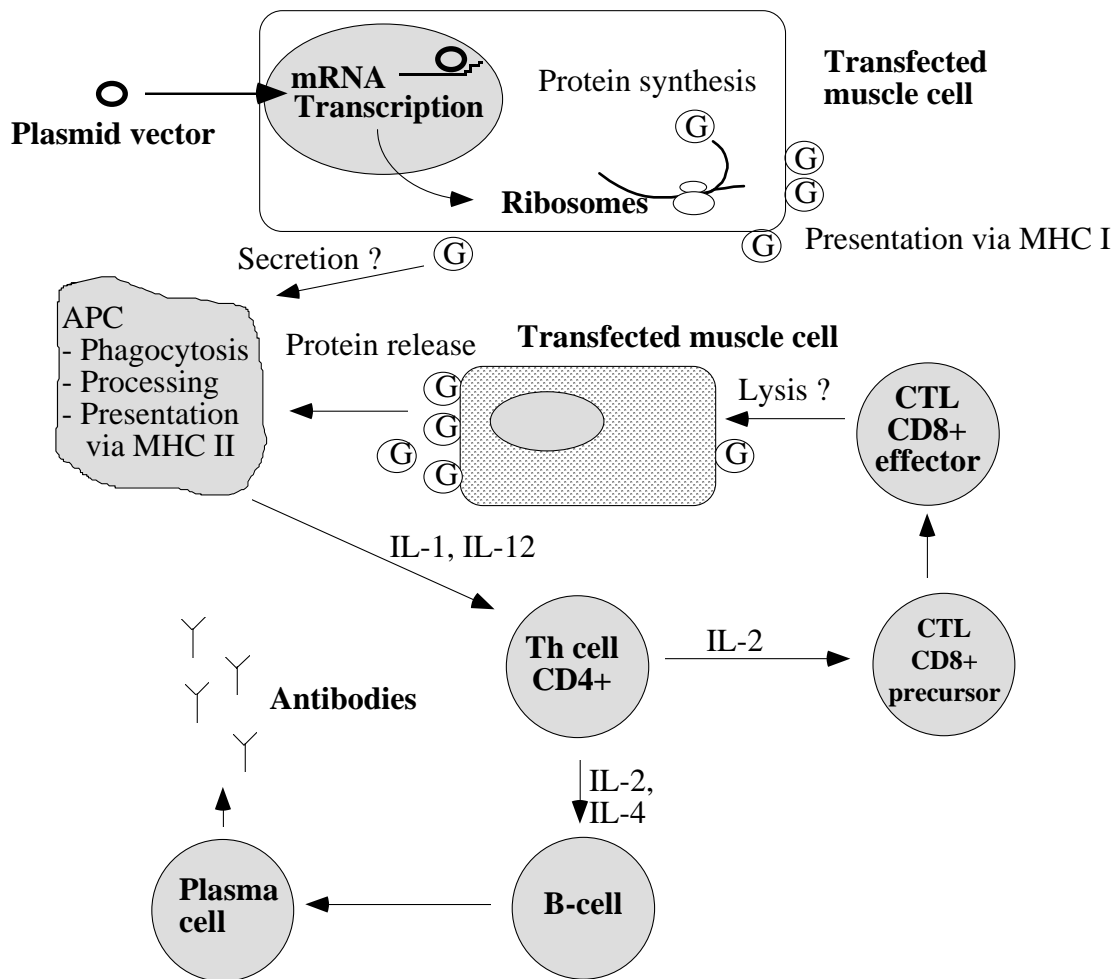 mRNA
Transcription
Protein synthesis
Transfected
muscle cell
Plasmid vector
G
G
G
Ribosomes
G
G
Presentation via MHC I
Secretion ?
APC
- Phagocytosis
- Processing
- Presentation
via MHC II
Protein release
Transfected muscle cell
G
G
G
G
G
Lysis ?
CTL
CD8+
effector
IL-1, IL-12
Th cell
CD4+
IL-2
CTL
CD8+
precursor
Antibodies
IL-2,
IL-4
Plasma
cell
B-cell